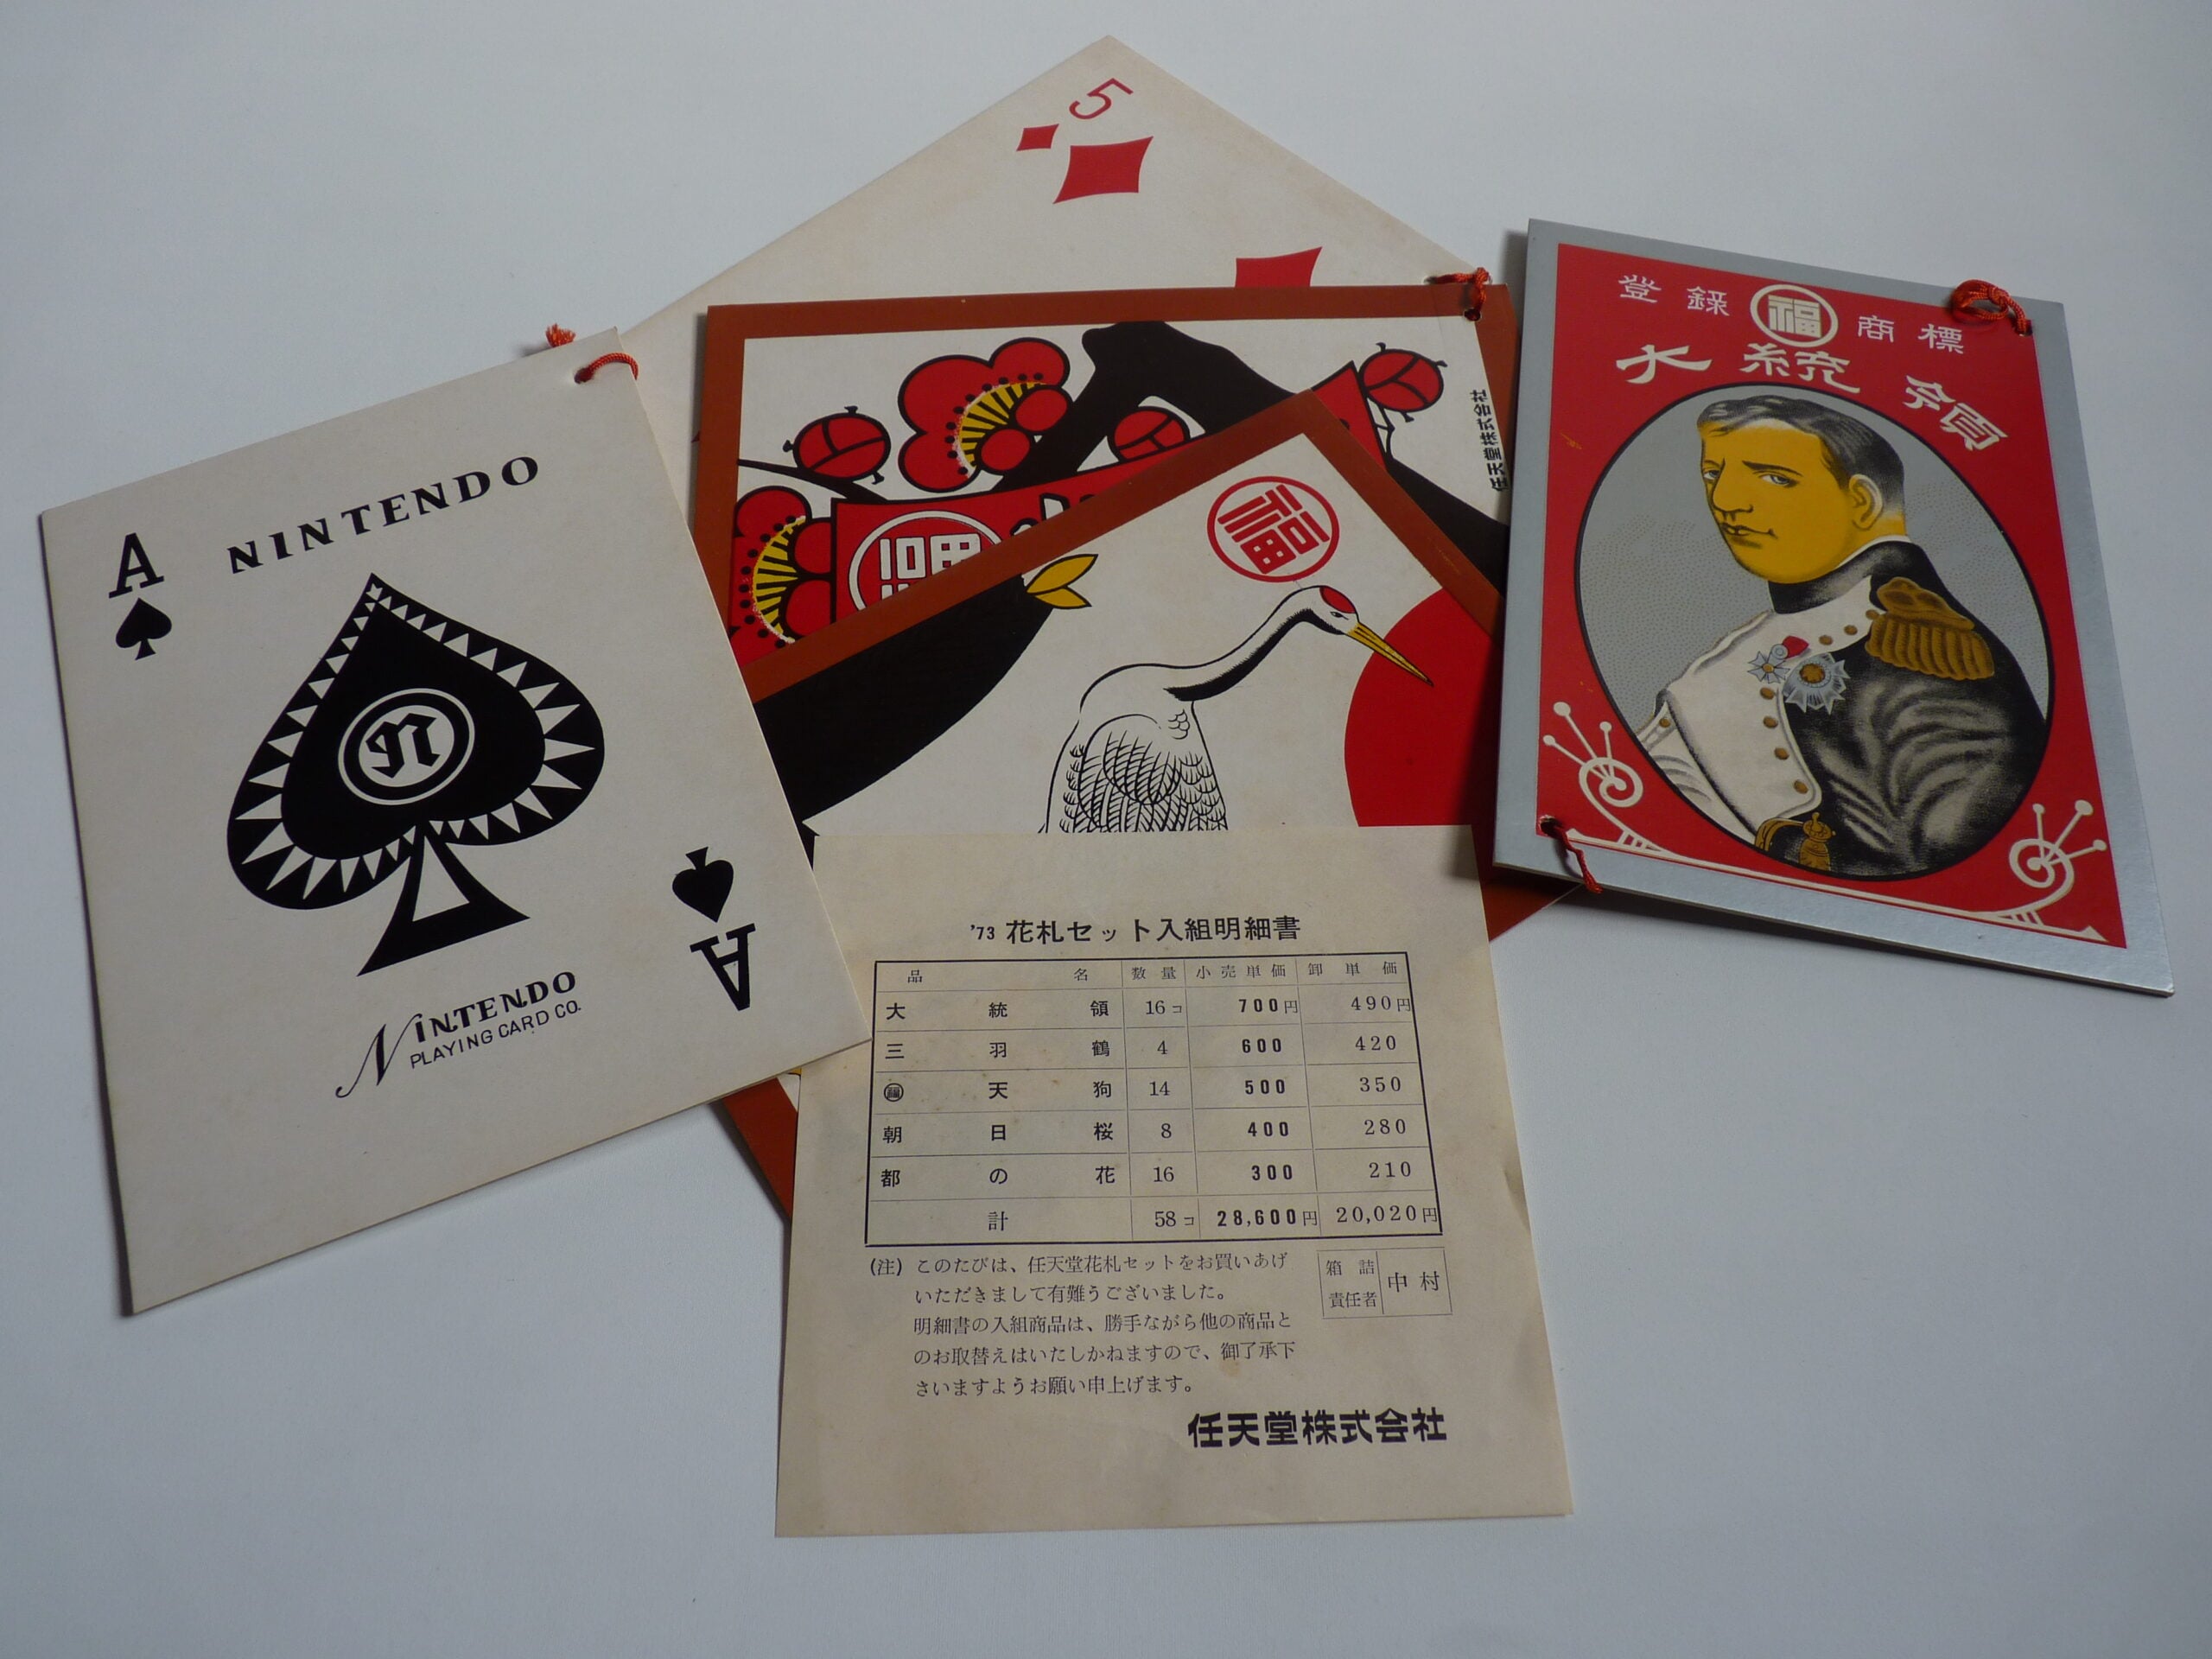 5
A
NINTENDO
N
NINTENDO
PLAYING CARD CO.
A
任天堂株式会社
福
福
登録 福 商標
大統領
'73 花札セット入組明細書
品名 数量 小売単価 卸単価
大統領 16コ 700円 490円
三羽鶴 4 600 420
福 天狗 14 500 350
朝日桜 8 400 280
都の花 16 300 210
計 58コ 28,600円 20,020円
(注) このたびは、任天堂花札セットをお買いあげ
いただきまして有難うございました。
明細書の入組商品は、勝手ながら他の商品と
のお取替えはいたしかねますので、御了承下
さいますようお願い申上げます。
箱詰
責任者
中村
任天堂株式会社